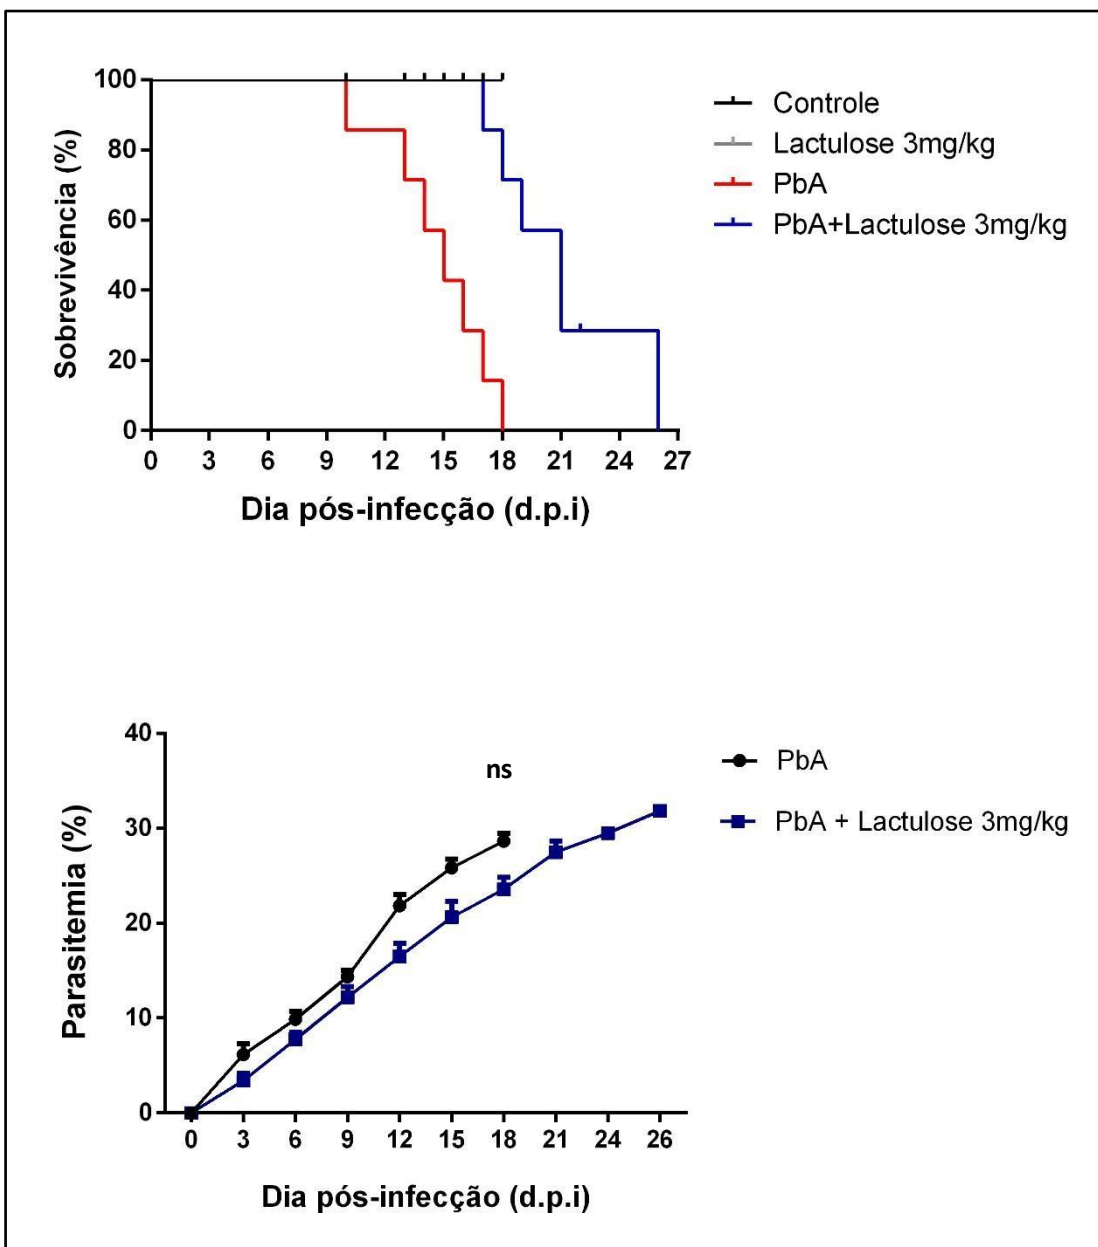 100
80
60
40
20
0
Sobrevivência (%)
0 3 6 9 12 15 18 21 24 27
Dia pós-infecção (d.p.i)
Controle
Lactulose 3mg/kg
PbA
PbA+Lactulose 3mg/kg
40
30
20
10
0
Parasitemia (%)
ns
0 3 6 9 12 15 18 21 24 26
Dia pós-infecção (d.p.i)
PbA
PbA + Lactulose 3mg/kg